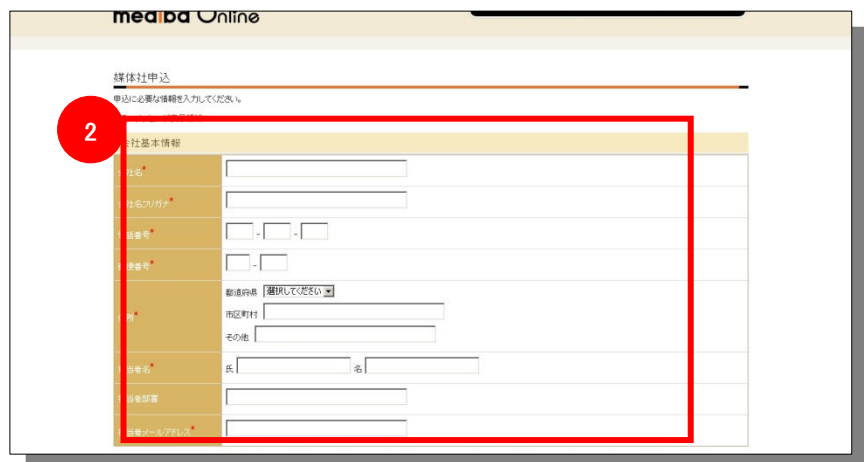 mediba Online
媒体社申込
申込に必要な情報を入力してください。
2
社基本情報
社名*
社名フリガナ*
話番号*
- -
便番号*
-
都道府県 選択してください
市区町村
所*
その他
当者名* 氏 名
当者部署
当者メールアドレス*